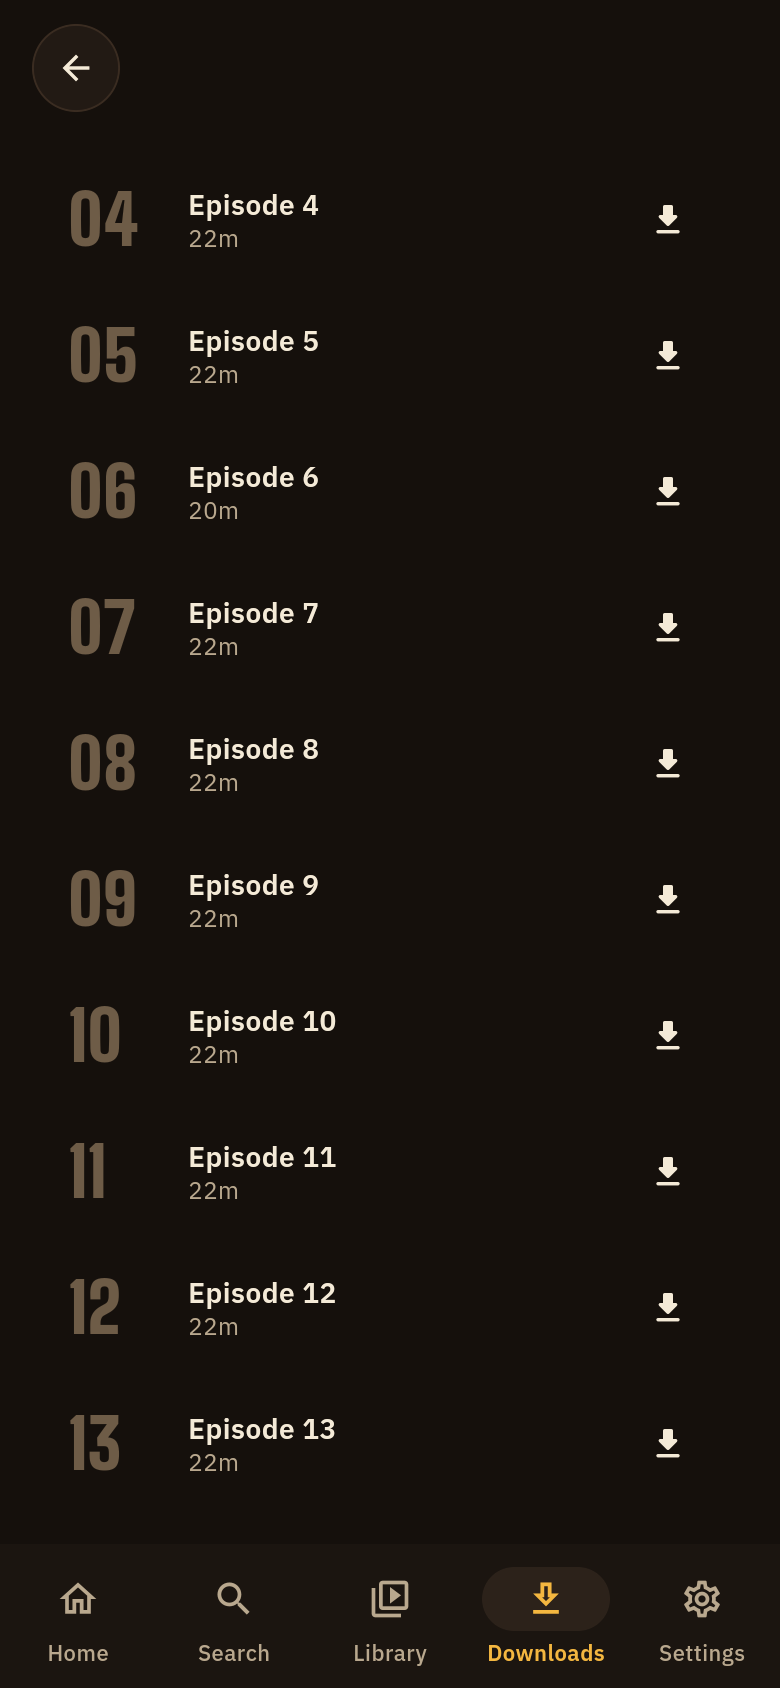 04
Episode 4
22m
05
Episode 5
22m
06
Episode 6
20m
07
Episode 7
22m
08
Episode 8
22m
09
Episode 9
22m
10
Episode 10
22m
11
Episode 11
22m
12
Episode 12
22m
13
Episode 13
22m
Home
Search
Library
Downloads
Settings